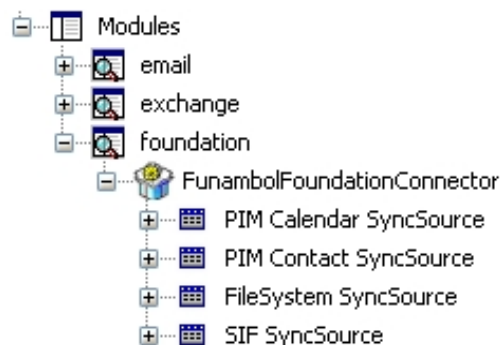 Modules
email
exchange
foundation
FunambolFoundationConnector
PIM Calendar SyncSource
PIM Contact SyncSource
FileSystem SyncSource
SIF SyncSource